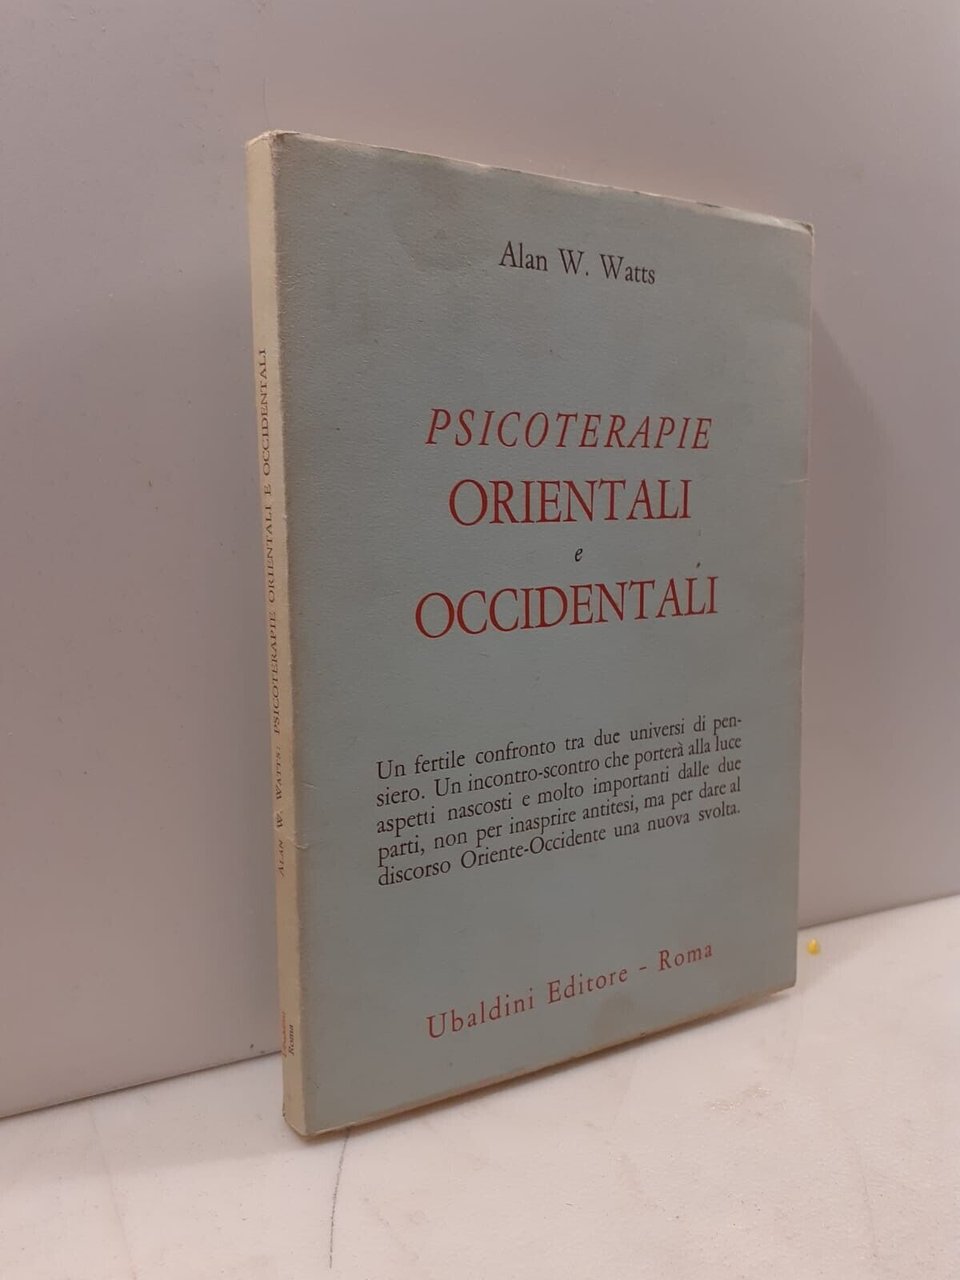 Alan W. Watts
PSICOTERAPIE
ORIENTALI
e
OCCIDENTALI
Un fertile confronto tra due universi di pen-
siero. Un incontro-scontro che porterà alla luce
aspetti nascosti e molto importanti dalle due
parti, non per inasprire antitesi, ma per dare al
discorso Oriente-Occidente una nuova svolta.
Ubaldini Editore - Roma
ALAN W. WATTS: PSICOTERAPIE ORIENTALI E OCCIDENTALI
Ubaldini
Roma